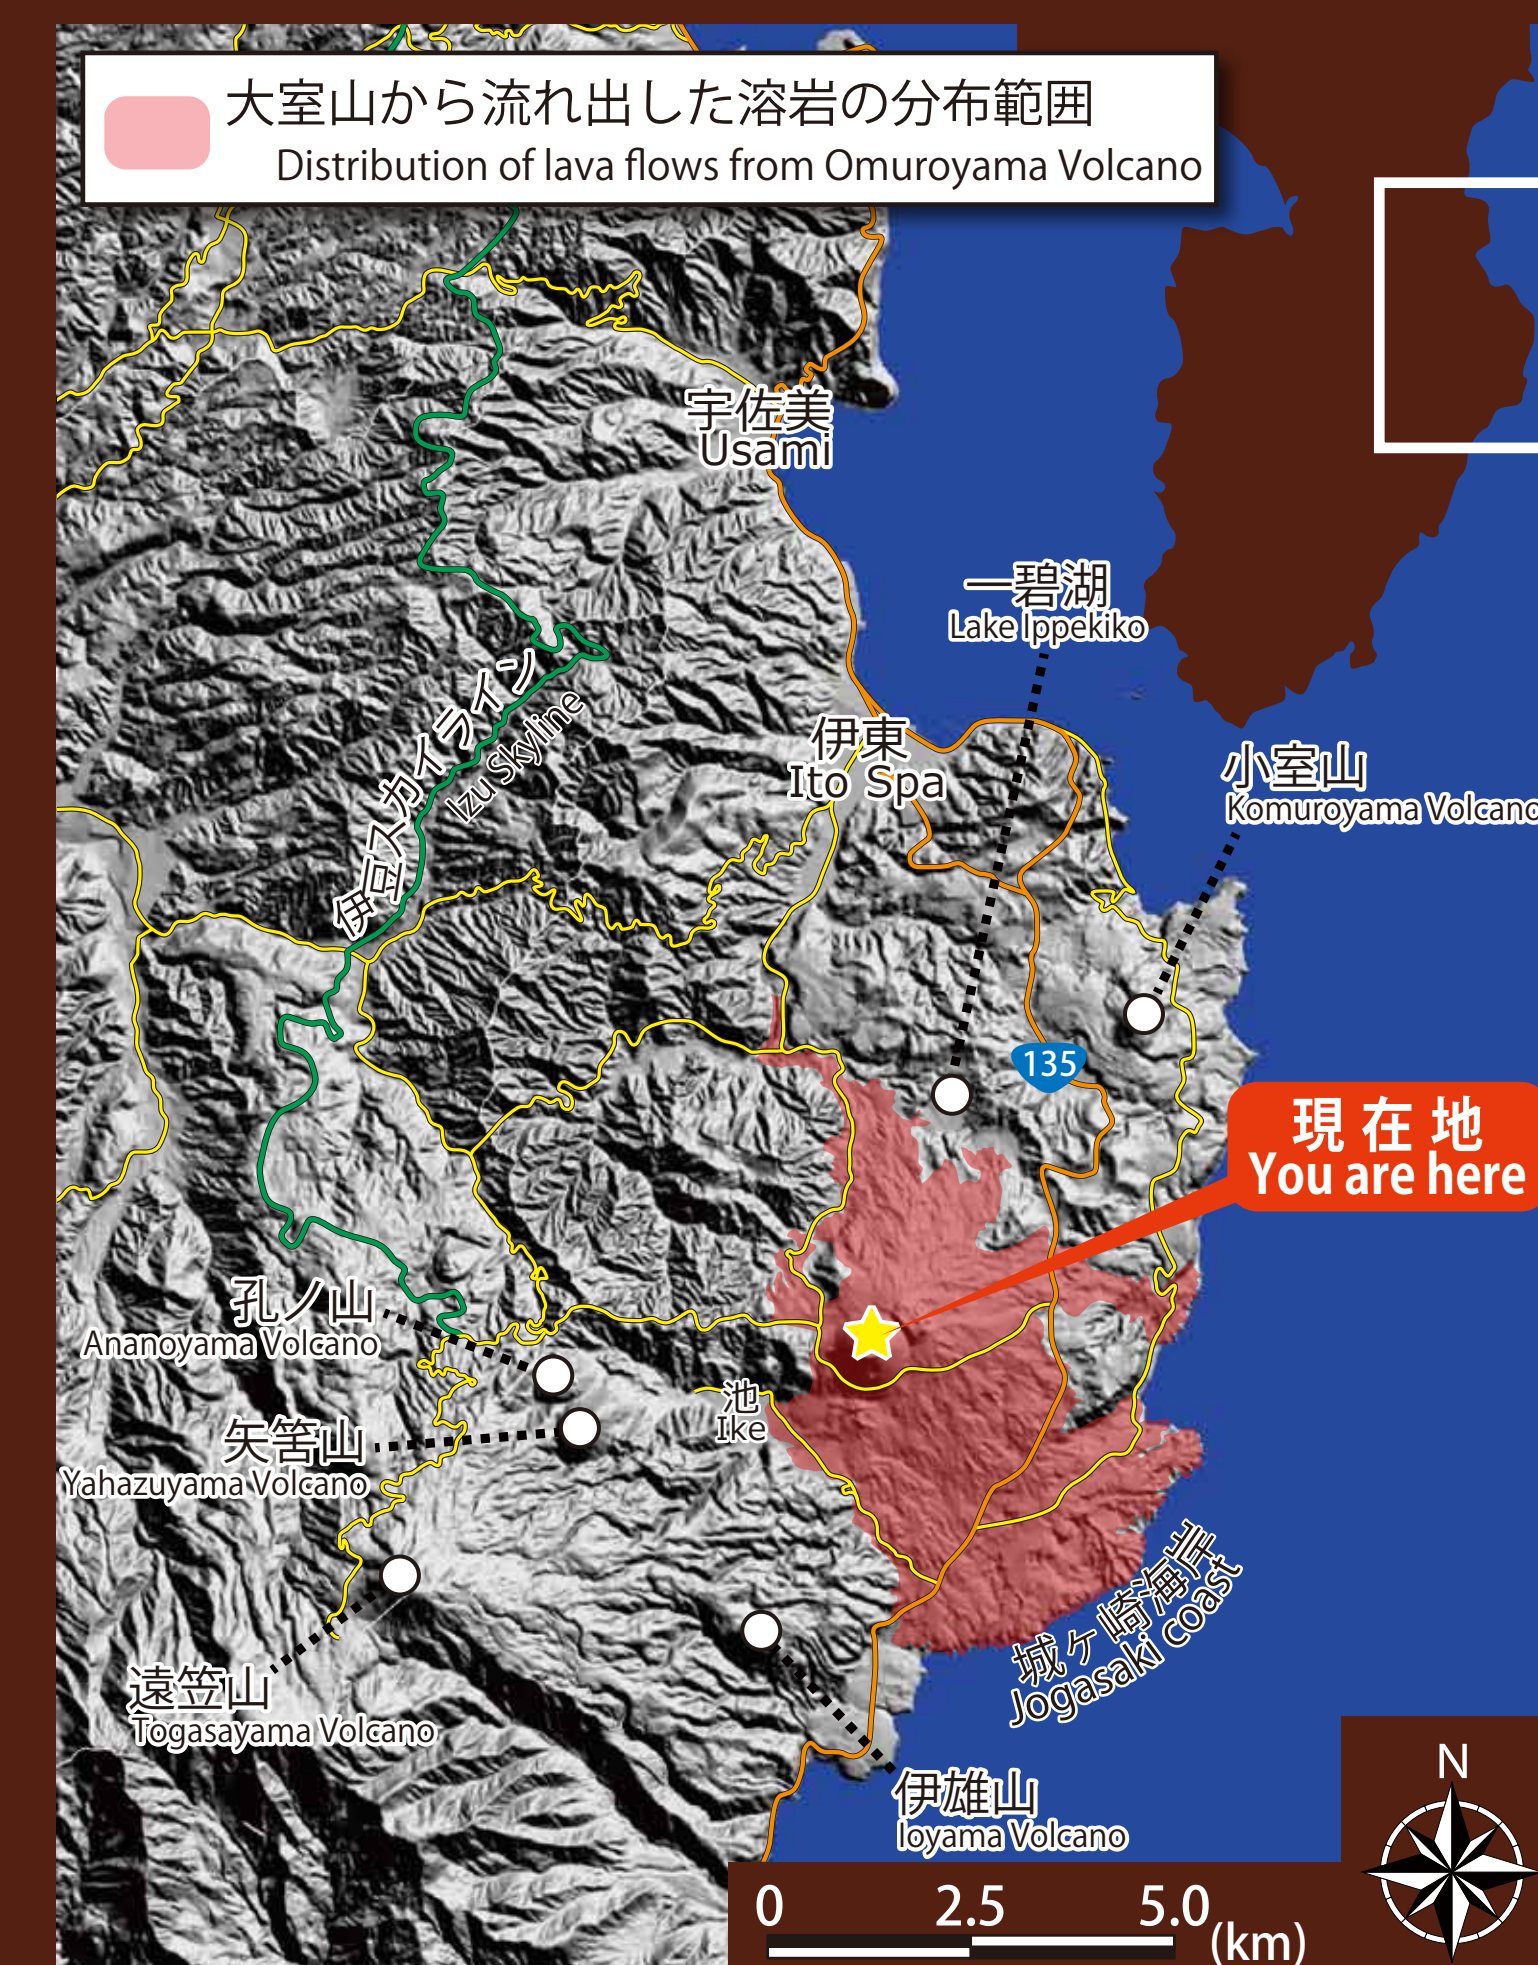 大室山から流れ出した溶岩の分布範囲
Distribution of lava flows from Omuroyama Volcano
宇佐美
Usami
一碧湖
Lake Ippekiko
伊豆スカイライン
Izu Skyline
伊東
Ito Spa
小室山
Komuroyama Volcano
135
現在地
You are here
孔ノ山
Ananoyama Volcano
池
Ike
矢筈山
Yahazuyama Volcano
城ヶ崎海岸
Jogasaki coast
遠笠山
Togasayama Volcano
伊雄山
Ioyama Volcano
N
0 2.5 5.0 (km)